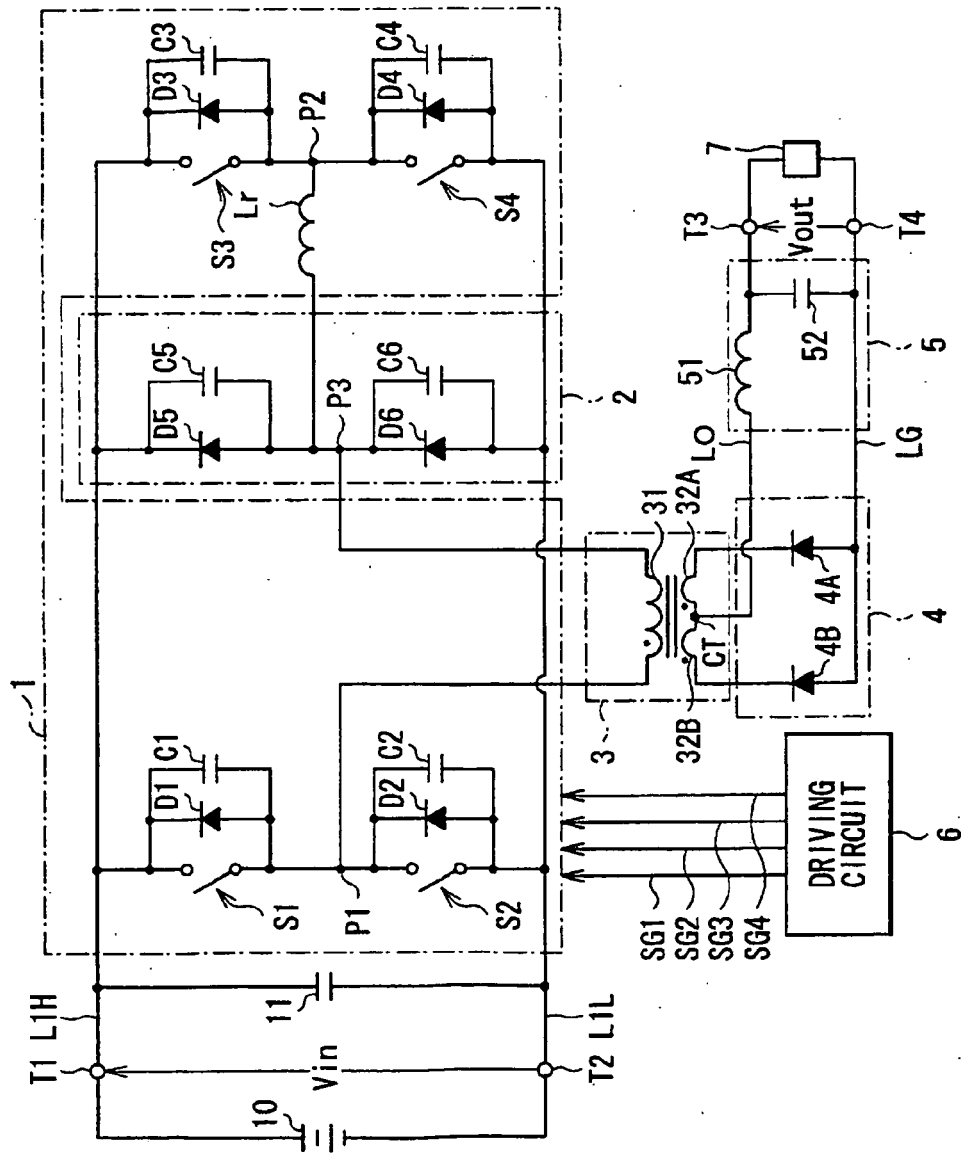 1
C3
D3
C4
D4
P2
S3
Lr
S4
C5
D5
C6
D6
P3
2
C1
D1
C2
D2
S1
P1
S2
T1
L1H
11
L1L
T2
Vin
10
7
T3
Vout
T4
51
52
5
LO
LG
31
32A
CT
3
32B
4A
4B
4
SG1
SG2
SG3
SG4
DRIVING
CIRCUIT
6